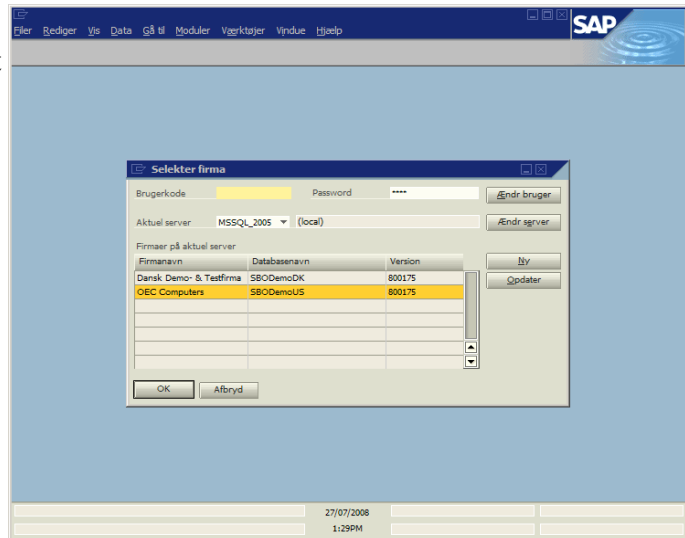 Filer Rediger Vis Data Gå til Moduler Værktøjer Vindue Hjælp
SAP
Selekter firma
Brugerkode Password ****
Ændr bruger
Aktuel server MSSQL_2005 (local)
Ændr server
Firmaer på aktuel server
Firmanavn Databasenavn Version
Ny
Dansk Demo- & Testfirma SBODemoDK 800175
Opdater
OEC Computers SBODemoUS 800175
OK Afbryd
27/07/2008
1:29PM